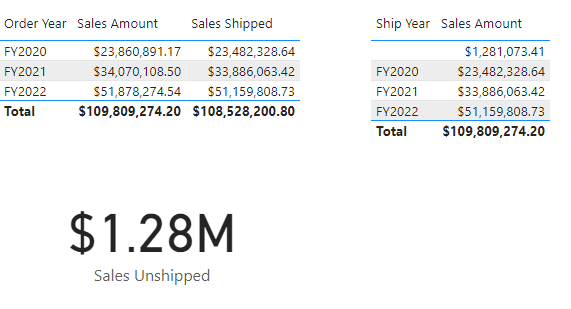 Order Year Sales Amount Sales Shipped
FY2020 $23,860,891.17 $23,482,328.64
FY2021 $34,070,108.50 $33,886,063.42
FY2022 $51,878,274.54 $51,159,808.73
Total $109,809,274.20 $108,528,200.80
Ship Year Sales Amount
$1,281,073.41
FY2020 $23,482,328.64
FY2021 $33,886,063.42
FY2022 $51,159,808.73
Total $109,809,274.20
$1.28M
Sales Unshipped